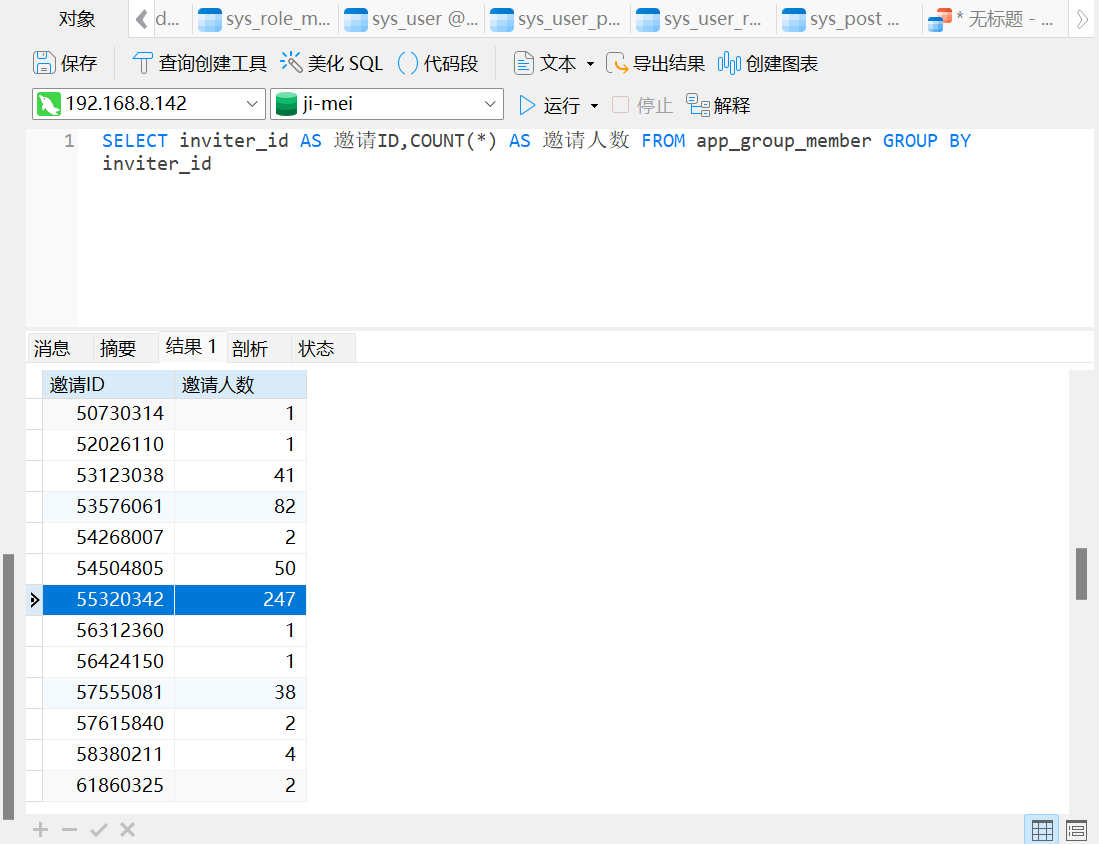 对象 d... sys_role_m... sys_user @... sys_user_p... sys_user_r... sys_post ... * 无标题 - ...
保存 查询创建工具 美化 SQL () 代码段 文本 导出结果 创建图表
192.168.8.142 ji-mei 运行 停止 解释
1 SELECT inviter_id AS 邀请ID,COUNT(*) AS 邀请人数 FROM app_group_member GROUP BY
inviter_id
消息 摘要 结果 1 剖析 状态
邀请ID 邀请人数
50730314 1
52026110 1
53123038 41
53576061 82
54268007 2
54504805 50
55320342 247
56312360 1
56424150 1
57555081 38
57615840 2
58380211 4
61860325 2